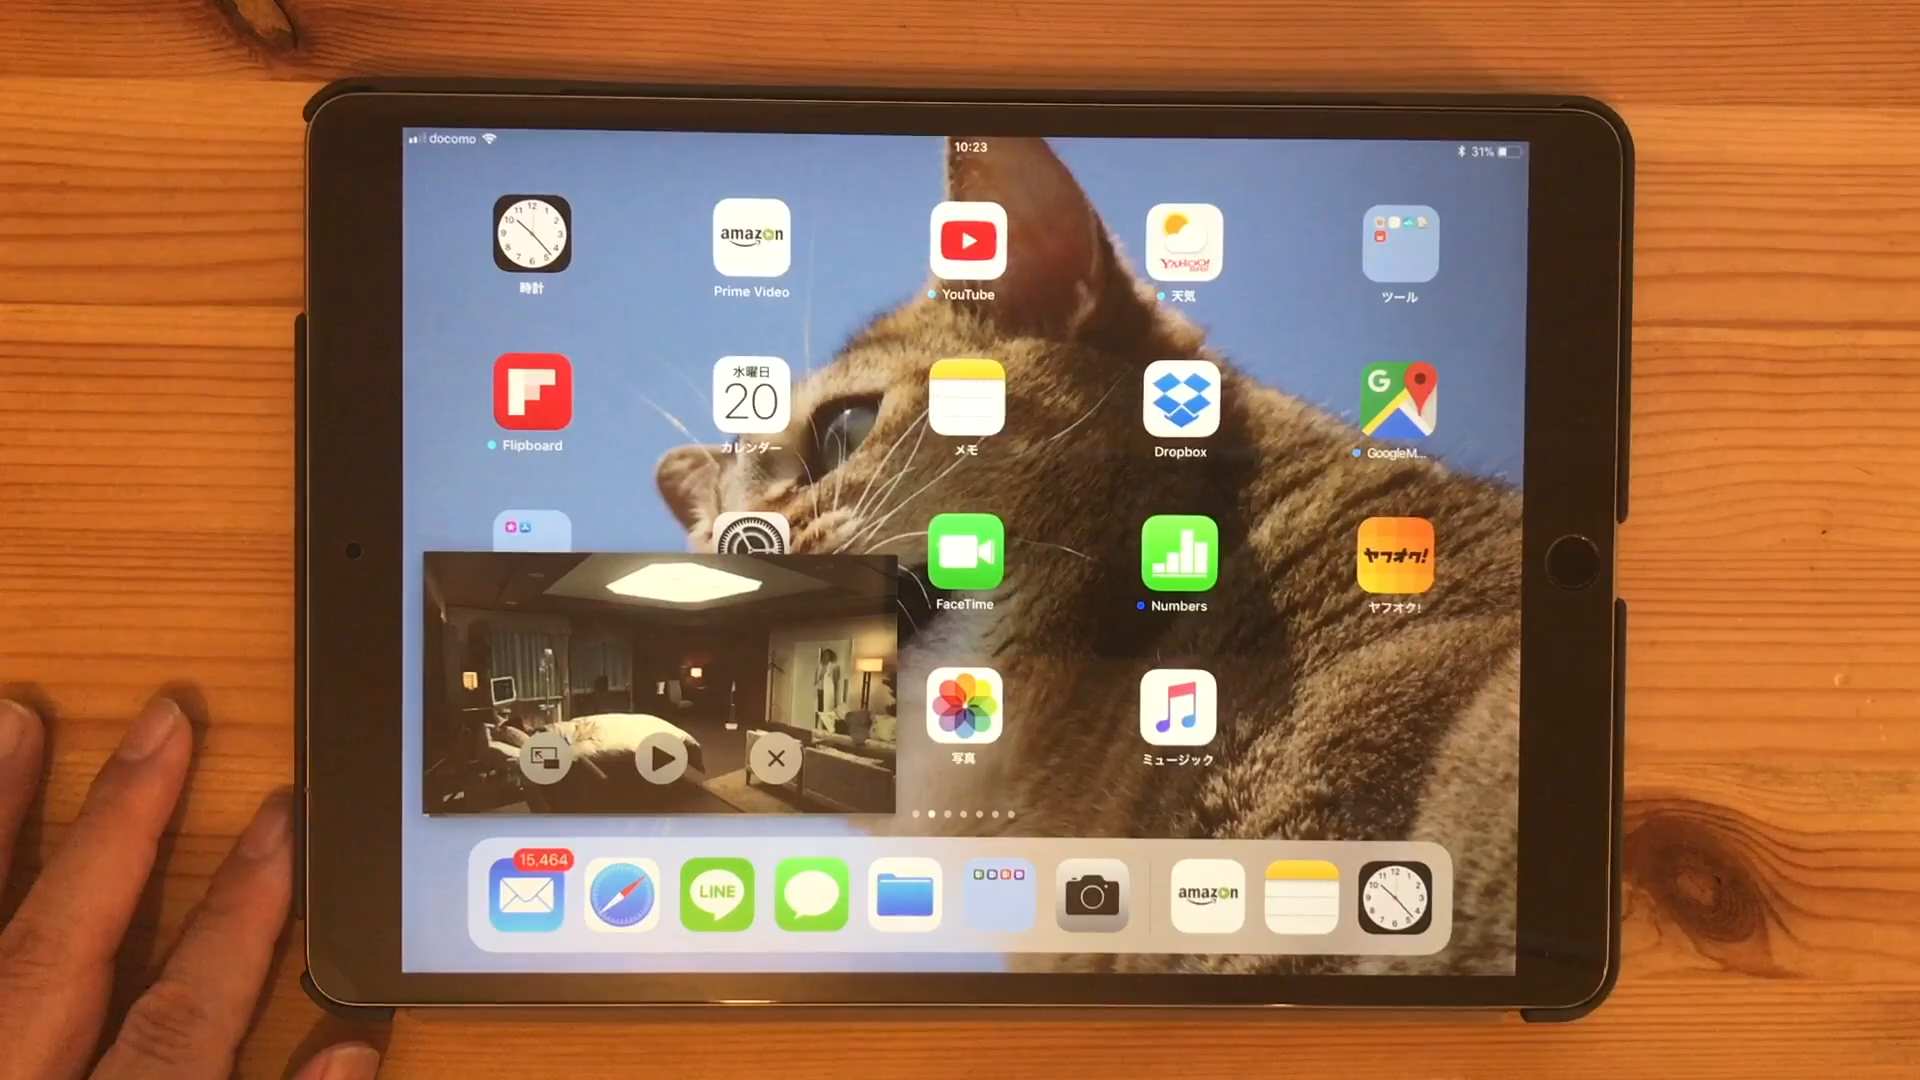 docomo
10:23
31%
amazon
YAHOO!
時計
Prime Video
YouTube
天気
ツール
水曜日
20
G
Flipboard
カレンダー
メモ
Dropbox
GoogleM...
ヤフオク!
FaceTime
Numbers
ヤフオク!
写真
ミュージック
15,464
LINE
amazon